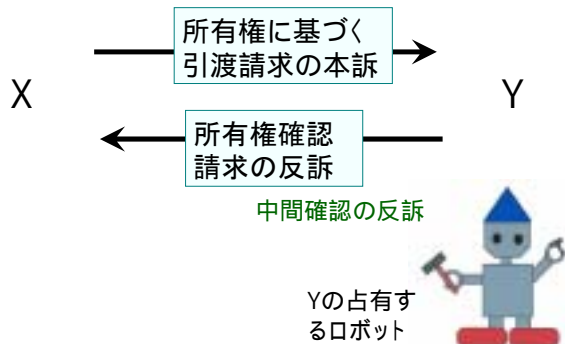 所有権に基づく
引渡請求の本訴
X
Y
所有権確認
請求の反訴
中間確認の反訴
Yの占有す
るロボット